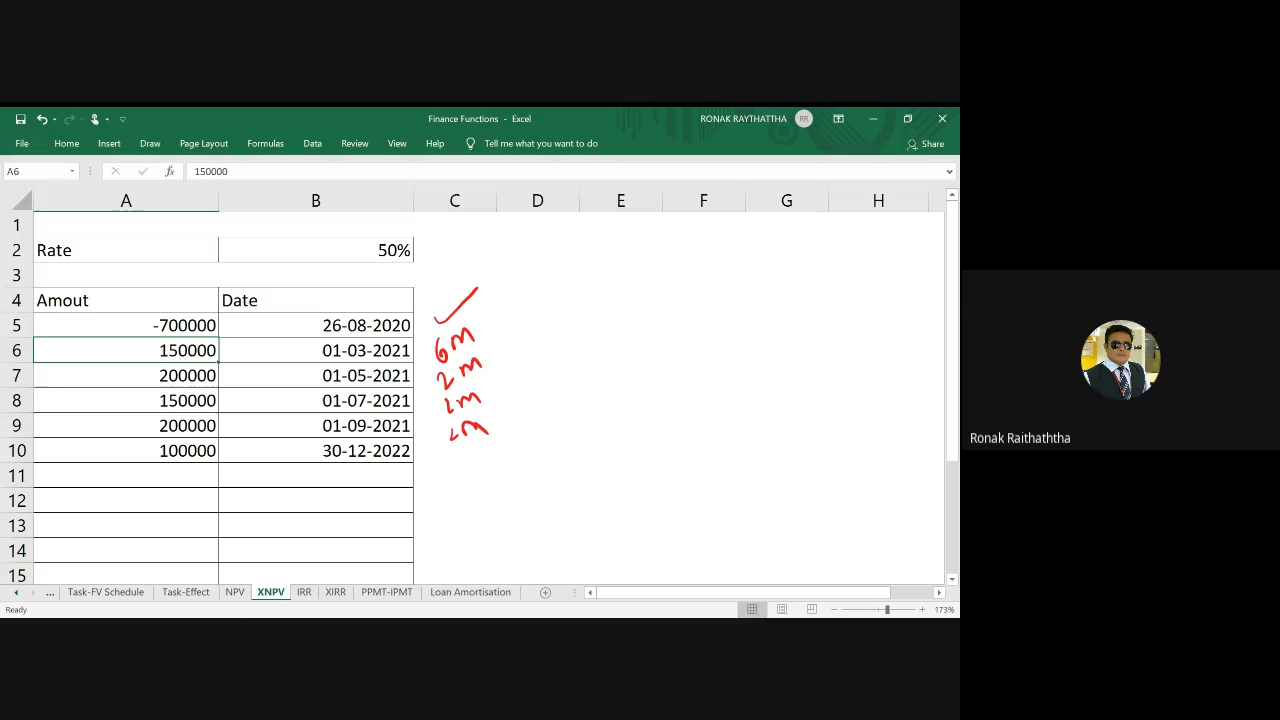 Finance Functions - Excel
RONAK RAYTHATTHA RR
File Home Insert Draw Page Layout Formulas Data Review View Help Tell me what you want to do Share
A6 fx 150000
A B C D E F G H
1
2 Rate 50%
3
4 Amout Date
5 -700000 26-08-2020
6 150000 01-03-2021 6M
7 200000 01-05-2021 2M
8 150000 01-07-2021
9 200000 01-09-2021
10 100000 30-12-2022
11
12
13
14
15
... Task-FV Schedule Task-Effect NPV XNPV IRR XIRR PPMT-IPMT Loan Amortisation
Ready 173%
Ronak Raithaththa